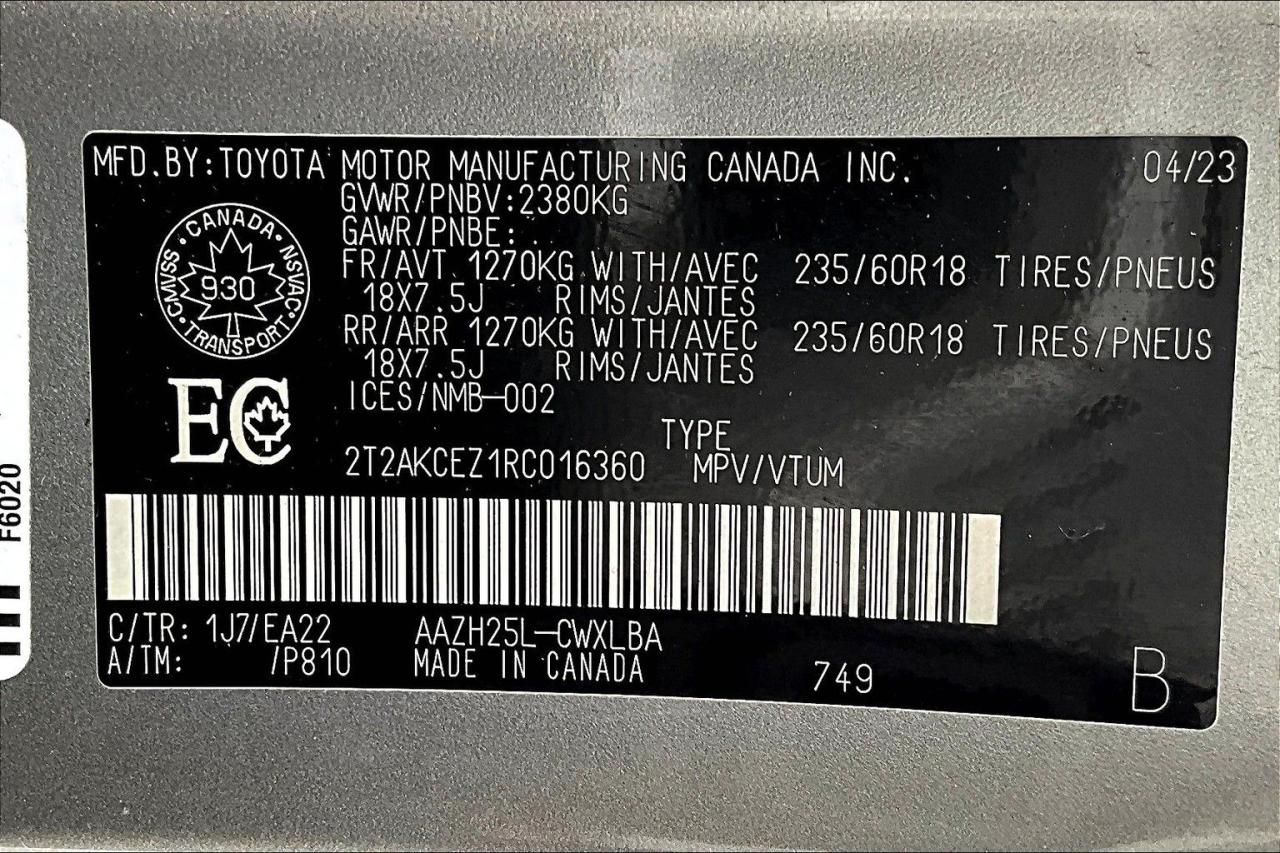 MFD.BY:TOYOTA MOTOR MANUFACTURING CANADA INC. 04/23
GVWR/PNBV:2380KG
GAWR/PNBE:
FR/AVT 1270KG WITH/AVEC 235/60R18 TIRES/PNEUS
18X7.5J RIMS/JANTES
RR/ARR 1270KG WITH/AVEC 235/60R18 TIRES/PNEUS
18X7.5J RIMS/JANTES
ICES/NMB-002
CANADA NSVAC TRANSPORT CMVSS
930
EC
TYPE
2T2AKCEZ1RC016360 MPV/VTUM
C/TR: 1J7/EA22 AAZH25L-CWXLBA
A/TM: /P810 MADE IN CANADA
749 B
F6020